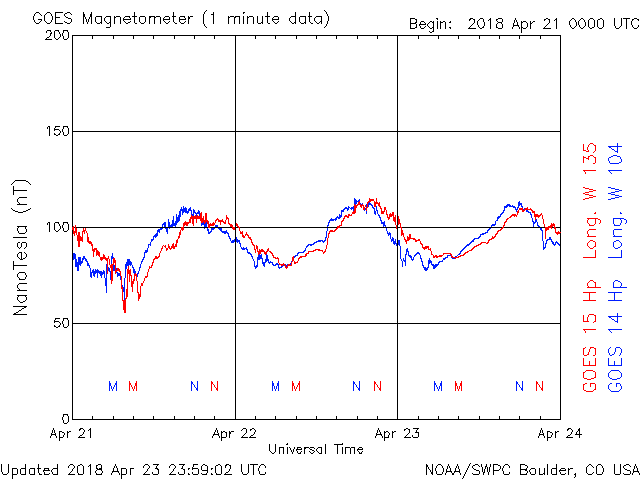 GOES Magnetometer (1 minute data)
Begin: 2018 Apr 21 0000 UTC
200
150
100
50
0
NanoTesla (nT)
M M N N M M N N M M N N
Apr 21 Apr 22 Apr 23 Apr 24
Universal Time
GOES 15 Hp Long. W 135
GOES 14 Hp Long. W 104
Updated 2018 Apr 23 23:59:02 UTC
NOAA/SWPC Boulder, CO USA